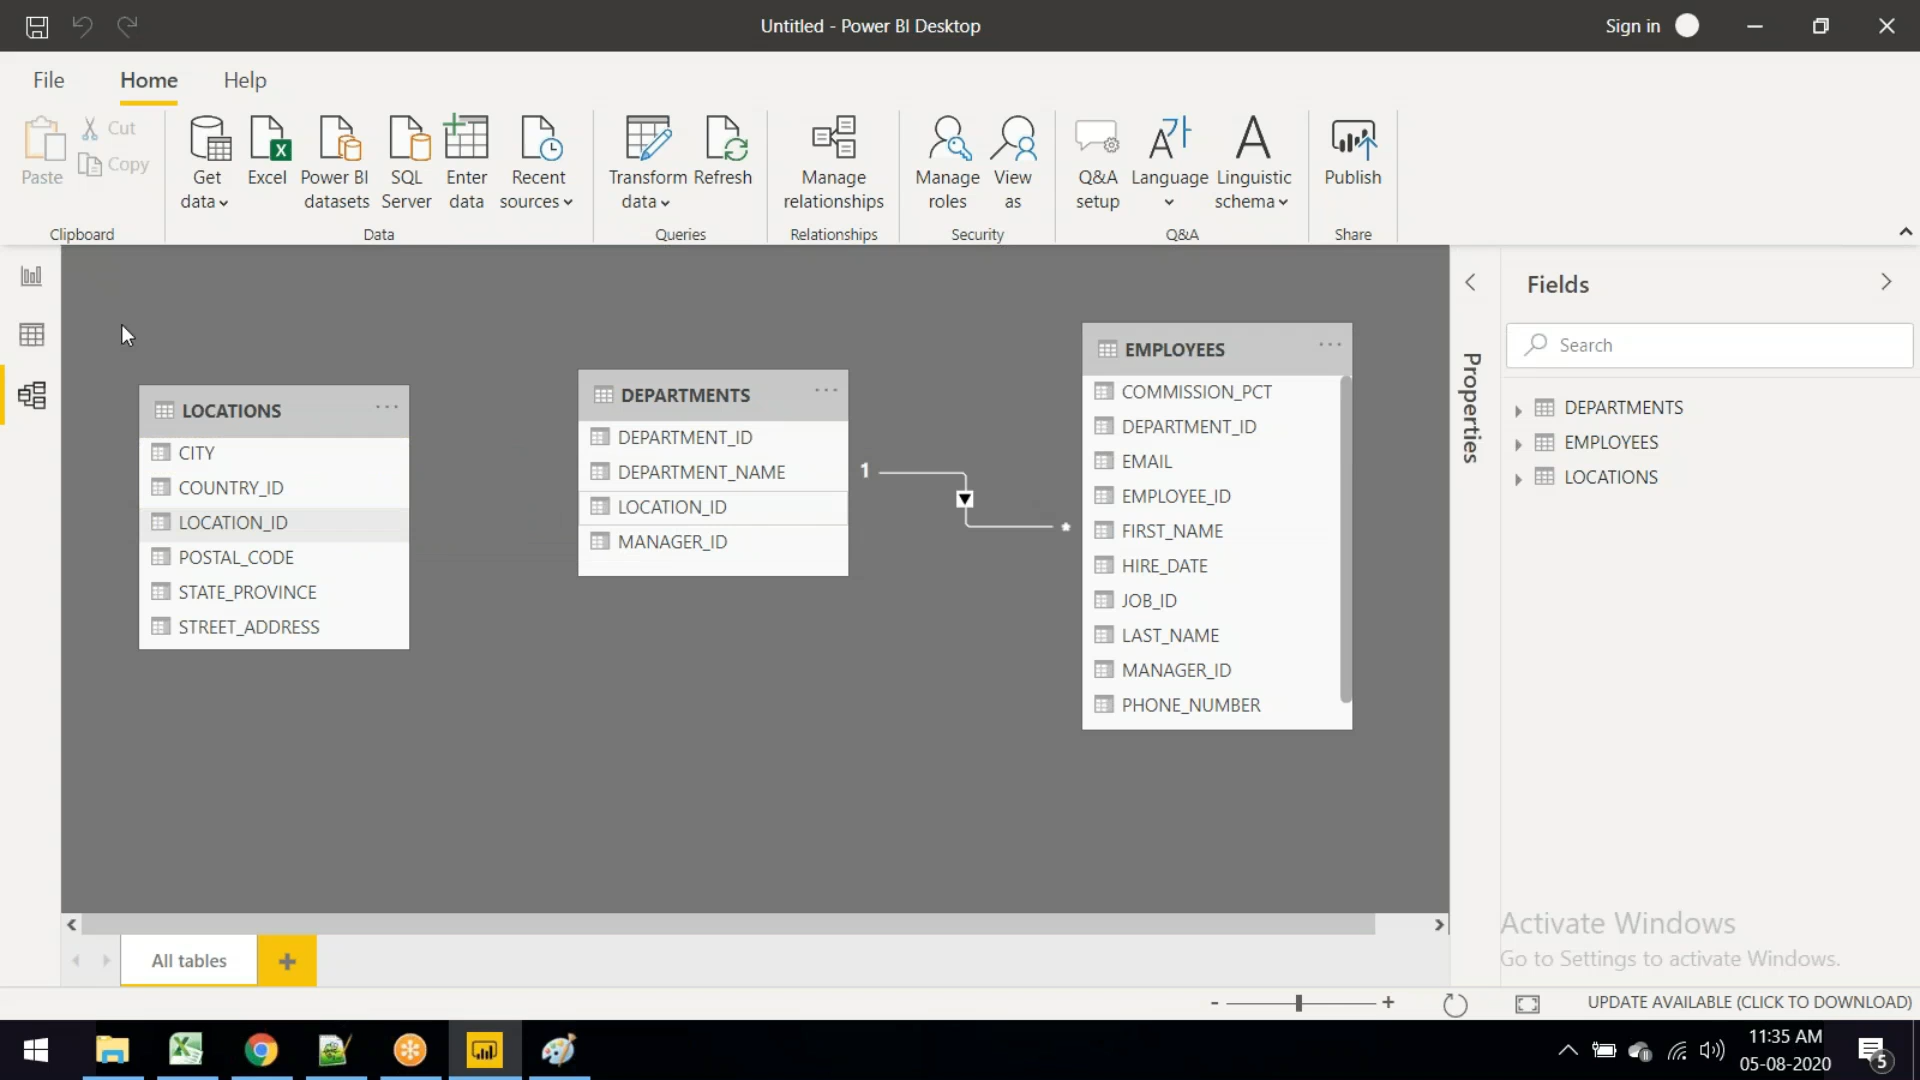 Untitled - Power BI Desktop
Sign in
File
Home
Help
Paste
Cut
Copy
Clipboard
Get data
Excel
Power BI datasets
SQL Server
Enter data
Recent sources
Data
Transform data
Refresh
Queries
Manage relationships
Relationships
Manage roles
View as
Security
Q&A setup
Language
Linguistic schema
Q&A
Publish
Share
LOCATIONS
CITY
COUNTRY_ID
LOCATION_ID
POSTAL_CODE
STATE_PROVINCE
STREET_ADDRESS
DEPARTMENTS
DEPARTMENT_ID
DEPARTMENT_NAME
LOCATION_ID
MANAGER_ID
1
*
EMPLOYEES
COMMISSION_PCT
DEPARTMENT_ID
EMAIL
EMPLOYEE_ID
FIRST_NAME
HIRE_DATE
JOB_ID
LAST_NAME
MANAGER_ID
PHONE_NUMBER
Properties
Fields
Search
DEPARTMENTS
EMPLOYEES
LOCATIONS
Activate Windows
Go to Settings to activate Windows.
All tables
UPDATE AVAILABLE (CLICK TO DOWNLOAD)
11:35 AM
05-08-2020
5